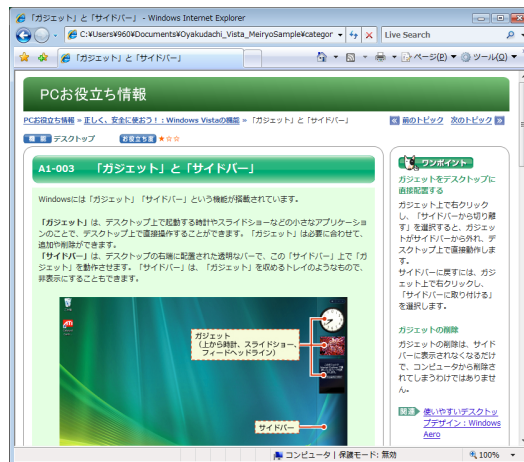 「ガジェット」と「サイドバー」 - Windows Internet Explorer
C:¥Users¥960¥Documents¥Oyakudachi_Vista_MeiryoSample¥categor
Live Search
「ガジェット」と「サイドバー」
ページ(P)
ツール(O)
PCお役立ち情報
PCお役立ち情報 » 正しく、安全に使おう!:Windows Vistaの機能 » 「ガジェット」と「サイドバー」
前のトピック 次のトピック
機 能 デスクトップ お役立ち度 ★☆☆
A1-003 「ガジェット」と「サイドバー」
Windowsには「ガジェット」「サイドバー」という機能が搭載されています。
「ガジェット」は、デスクトップ上で起動する時計やスライドショーなどの小さなアプリケーショ
ンのことで、デスクトップ上で直接操作することができます。「ガジェット」は必要に合わせて、
追加や削除ができます。
「サイドバー」は、デスクトップの右端に配置された透明なバーで、この「サイドバー」上で「ガ
ジェット」を動作させます。「サイドバー」は、「ガジェット」を収めるトレイのようなもので、
非表示にすることもできます。
ガジェット
(上から時計、スライドショー、
フィードヘッドライン)
サイドバー
ワンポイント
ガジェットをデスクトップに
直接配置する
ガジェット上で右クリック
し、「サイドバーから切り離
す」を選択すると、ガジェッ
トがサイドバーから外れ、デ
スクトップ上で直接動作しま
す。
サイドバーに戻すには、ガジ
ェット上で右クリックし、
「サイドバーに取り付ける」
を選択します。
ガジェットの削除
ガジェットの削除は、サイド
バーに表示されなくなるだけ
で、コンピュータから削除さ
れてしまうわけではありませ
ん。
関連 使いやすいデスクトッ
プデザイン:Windows
Aero
コンピュータ | 保護モード: 無効
100%